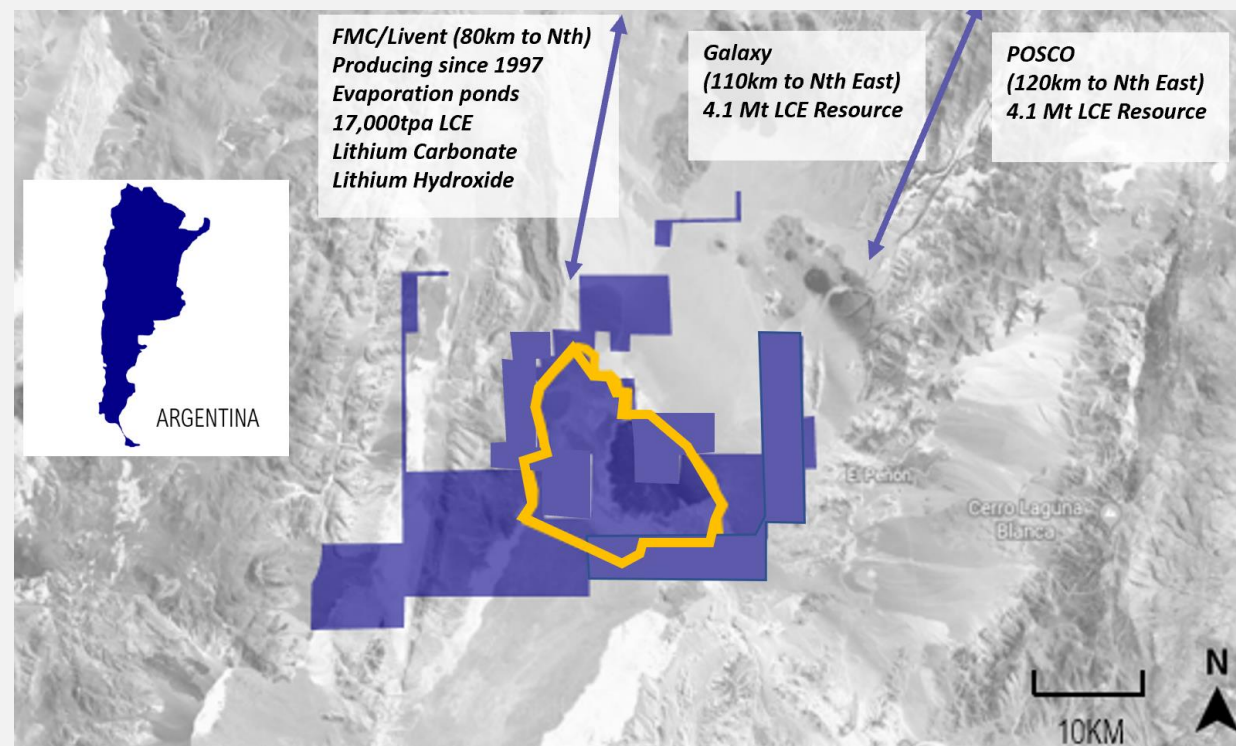 FMC/Livent (80km to Nth)
Producing since 1997
Evaporation ponds
17,000tpa LCE
Lithium Carbonate
Lithium Hydroxide
Galaxy
(110km to Nth East)
4.1 Mt LCE Resource
POSCO
(120km to Nth East)
4.1 Mt LCE Resource
ARGENTINA
El Peñón
Cerro Laguna
Blanca
N
10KM